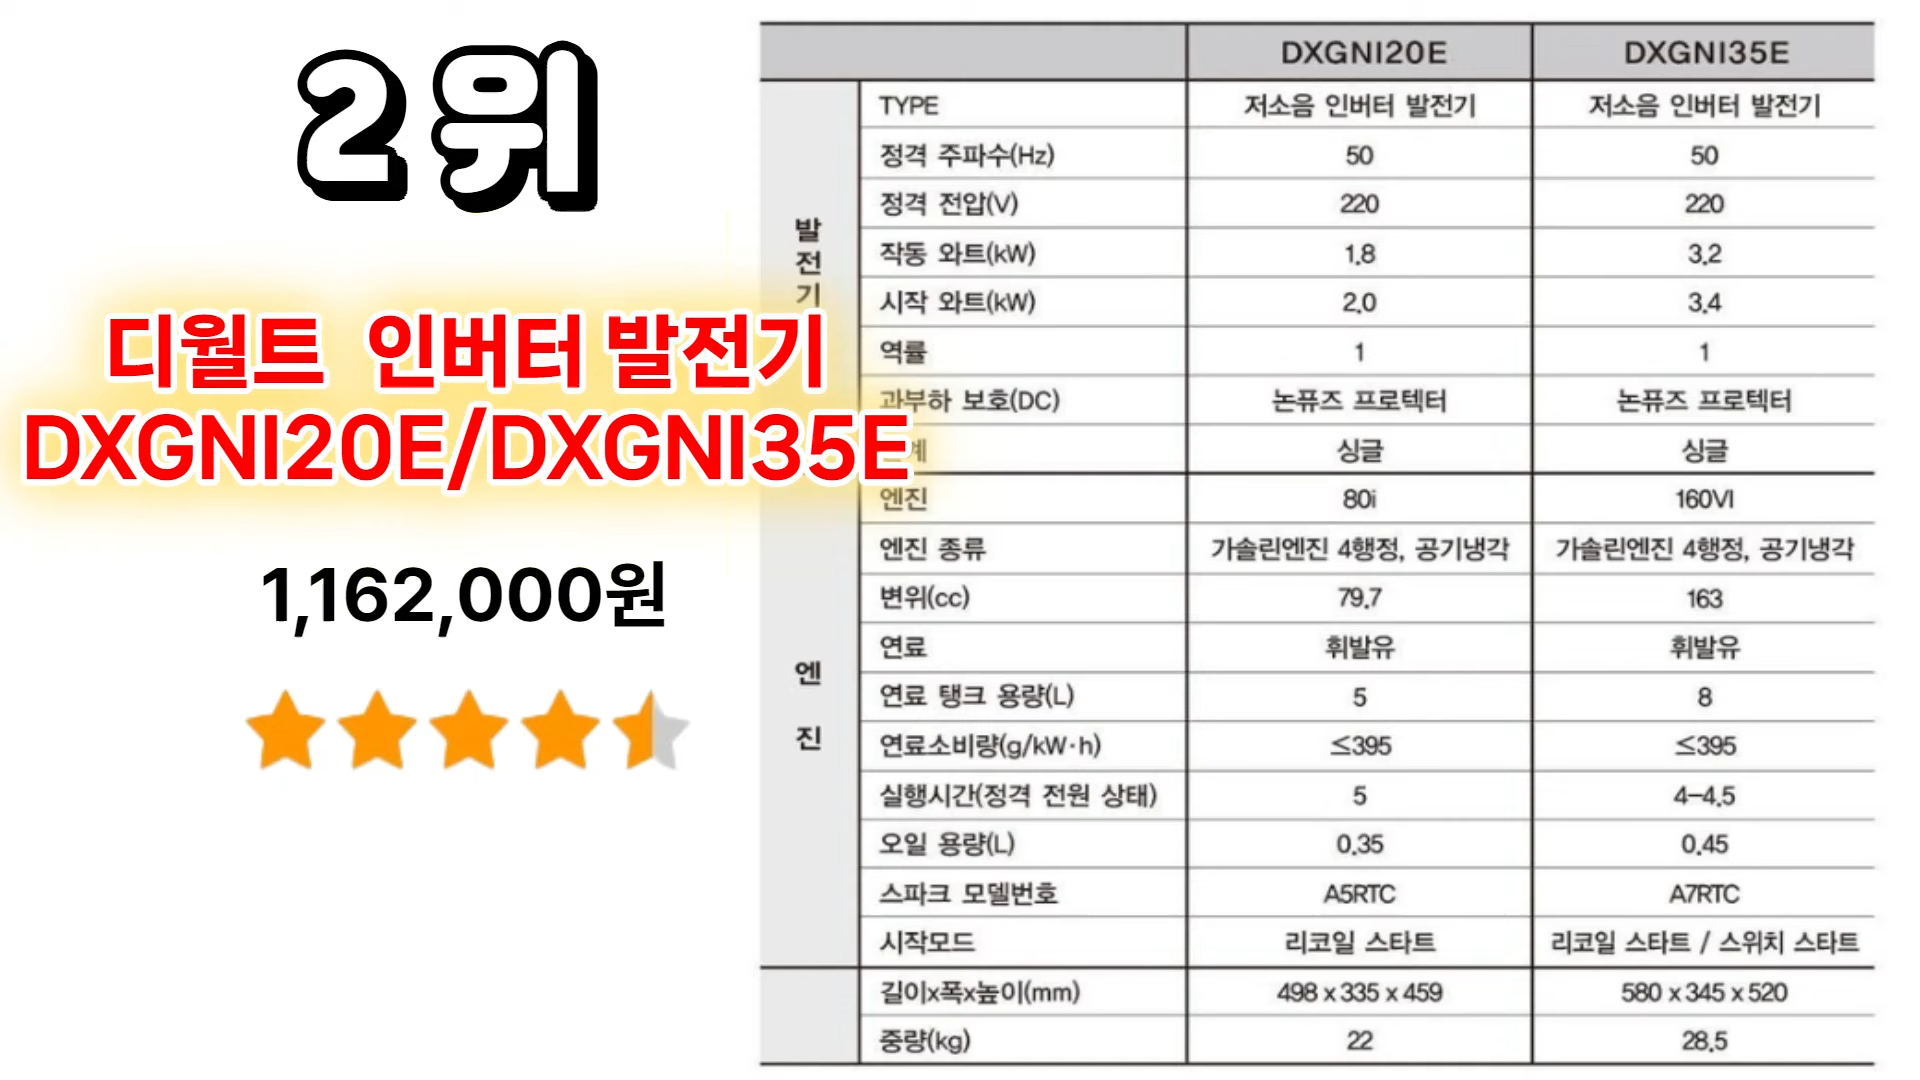 2위
디월트 인버터 발전기
DXGNI20E/DXGNI35E
1,162,000원
DXGNI20E DXGNI35E
발전기
TYPE 저소음 인버터 발전기 저소음 인버터 발전기
정격 주파수(Hz) 50 50
정격 전압(V) 220 220
작동 와트(kW) 1.8 3.2
시작 와트(kW) 2.0 3.4
역률 1 1
과부하 보호(DC) 논퓨즈 프로텍터 논퓨즈 프로텍터
싱글 싱글
엔진
엔진 80i 160VI
엔진 종류 가솔린엔진 4행정, 공기냉각 가솔린엔진 4행정, 공기냉각
변위(cc) 79.7 163
연료 휘발유 휘발유
연료 탱크 용량(L) 5 8
연료소비량(g/kW·h) ≤395 ≤395
실행시간(정격 전원 상태) 5 4-4.5
오일 용량(L) 0.35 0.45
스파크 모델번호 A5RTC A7RTC
시작모드 리코일 스타트 리코일 스타트 / 스위치 스타트
길이x폭x높이(mm) 498 x 335 x 459 580 x 345 x 520
중량(kg) 22 28.5